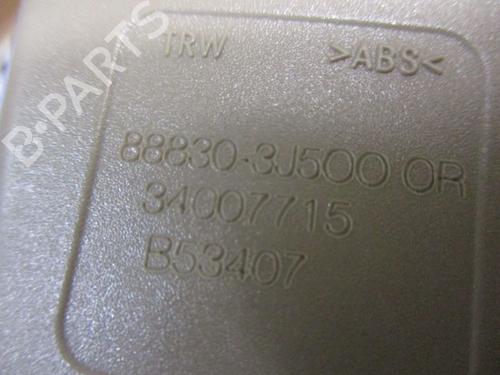 TRW >ABS<
B-PARTS
88830-3J500 OR
34007715
B53407